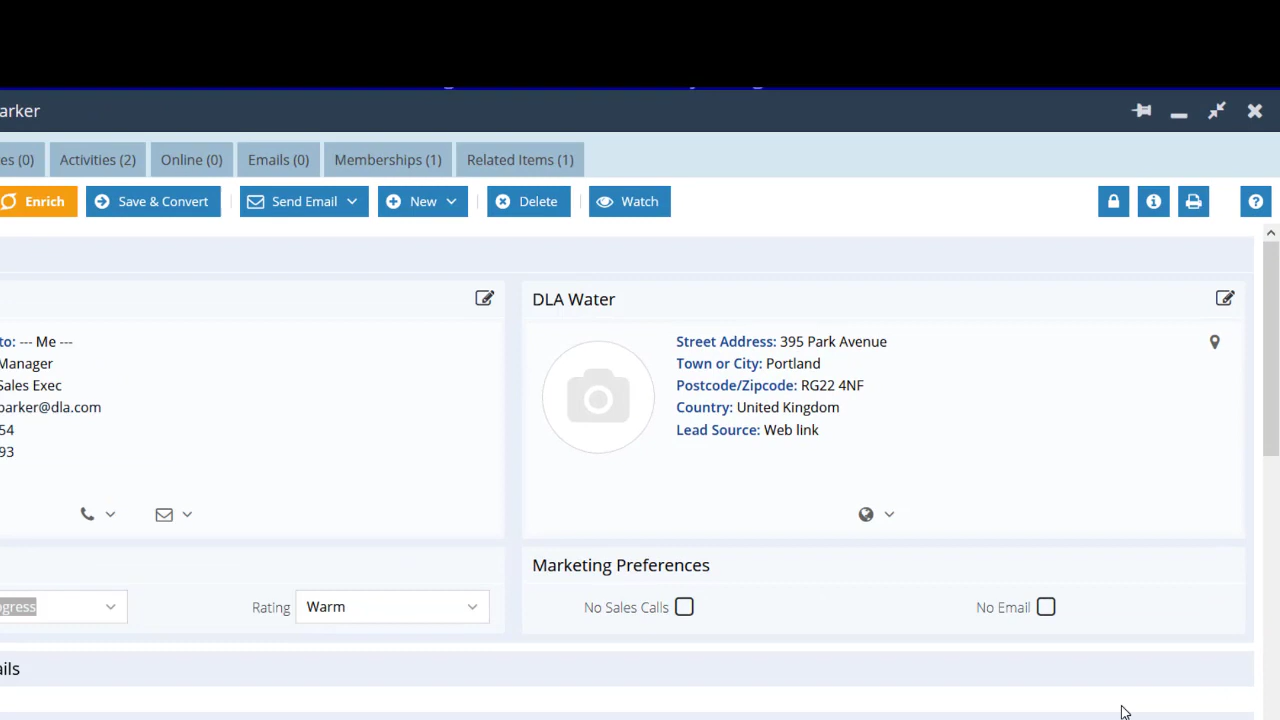 arker
es (0) Activities (2) Online (0) Emails (0) Memberships (1) Related Items (1)
Enrich Save & Convert Send Email New Delete Watch
DLA Water
to: --- Me ---
Manager
Sales Exec
parker@dla.com
54
93
Street Address: 395 Park Avenue
Town or City: Portland
Postcode/Zipcode: RG22 4NF
Country: United Kingdom
Lead Source: Web link
ogress Rating Warm
Marketing Preferences
No Sales Calls No Email
ails